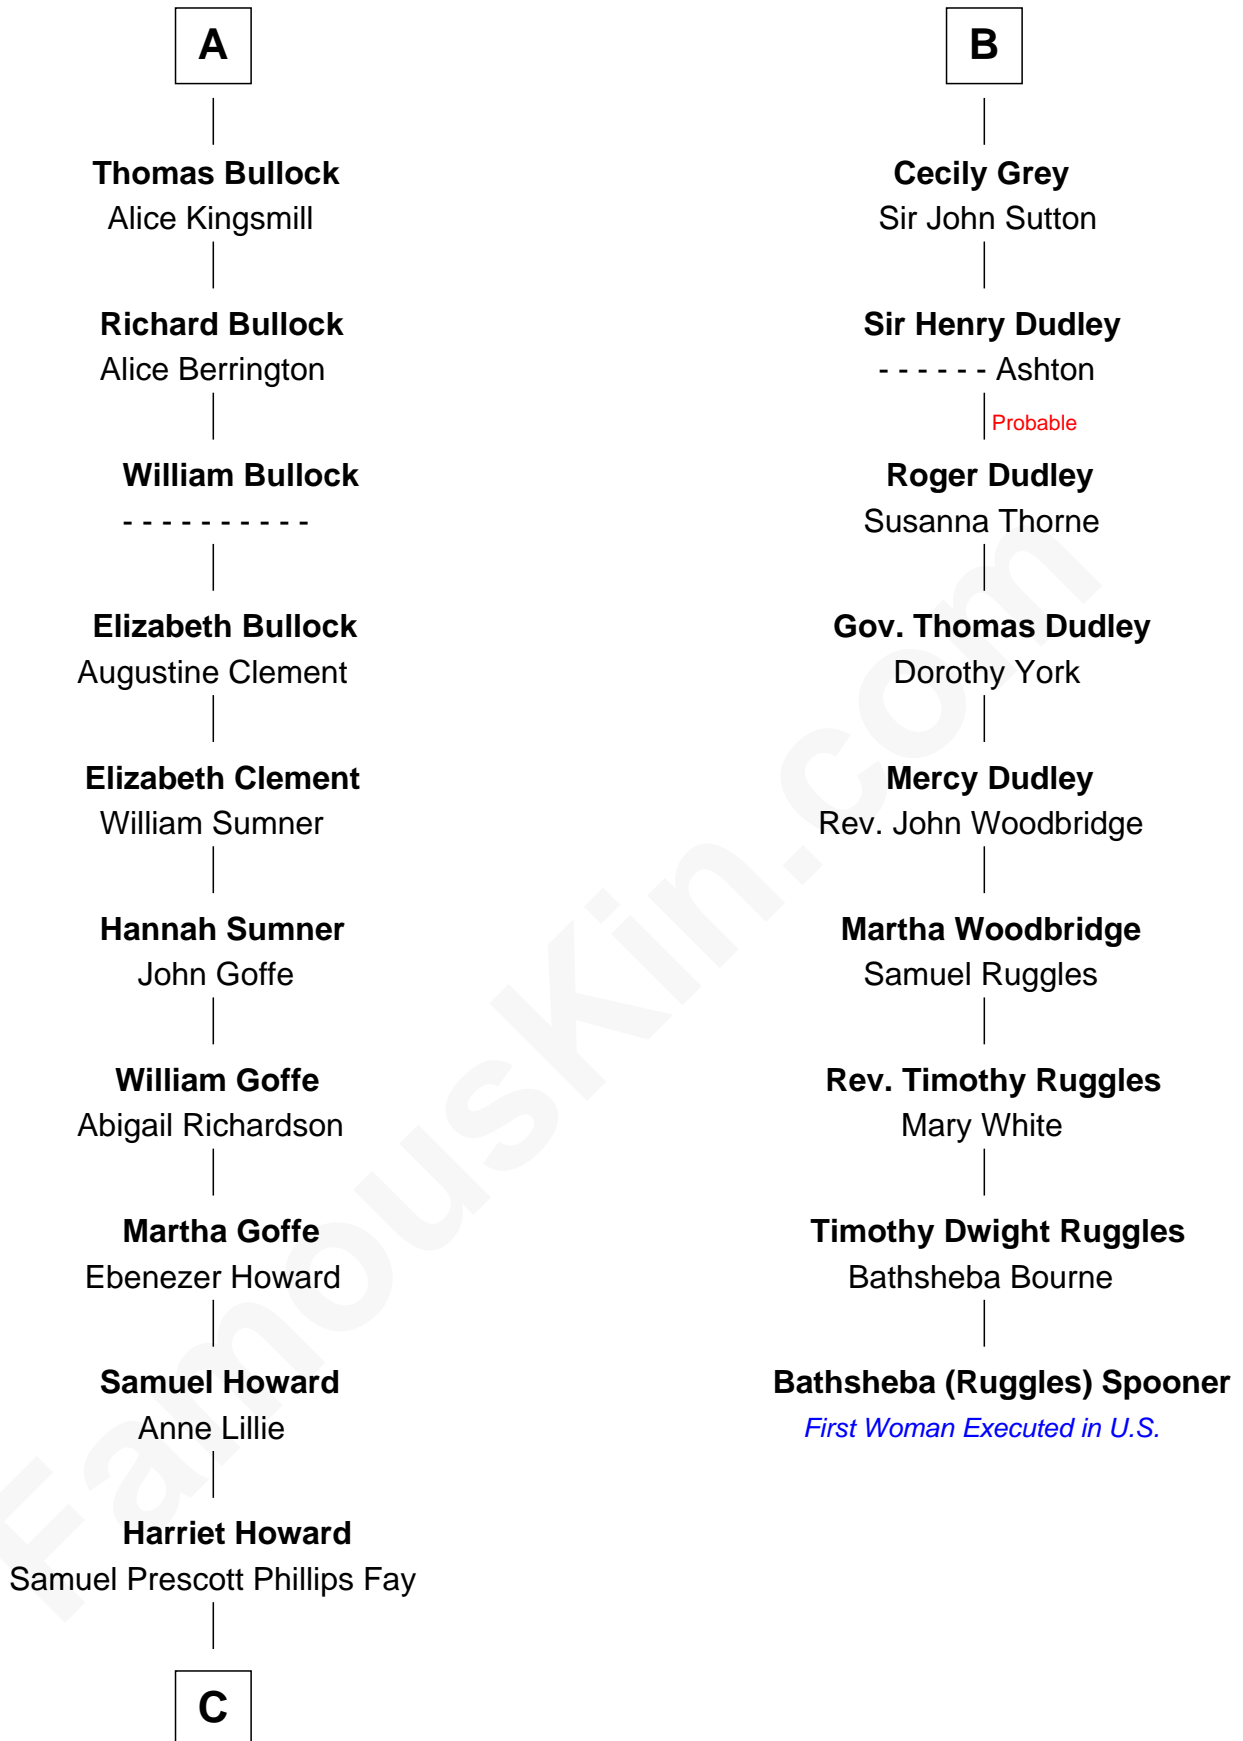 A
Thomas Bullock
Alice Kingsmill
Richard Bullock
Alice Berrington
William Bullock
- - - - - - - - - -
Elizabeth Bullock
Augustine Clement
Elizabeth Clement
William Sumner
Hannah Sumner
John Goffe
William Goffe
Abigail Richardson
Martha Goffe
Ebenezer Howard
Samuel Howard
Anne Lillie
Harriet Howard
Samuel Prescott Phillips Fay
C
B
Cecily Grey
Sir John Sutton
Sir Henry Dudley
- - - - - - Ashton
Probable
Roger Dudley
Susanna Thorne
Gov. Thomas Dudley
Dorothy York
Mercy Dudley
Rev. John Woodbridge
Martha Woodbridge
Samuel Ruggles
Rev. Timothy Ruggles
Mary White
Timothy Dwight Ruggles
Bathsheba Bourne
Bathsheba (Ruggles) Spooner
First Woman Executed in U.S.
FamousKin.com